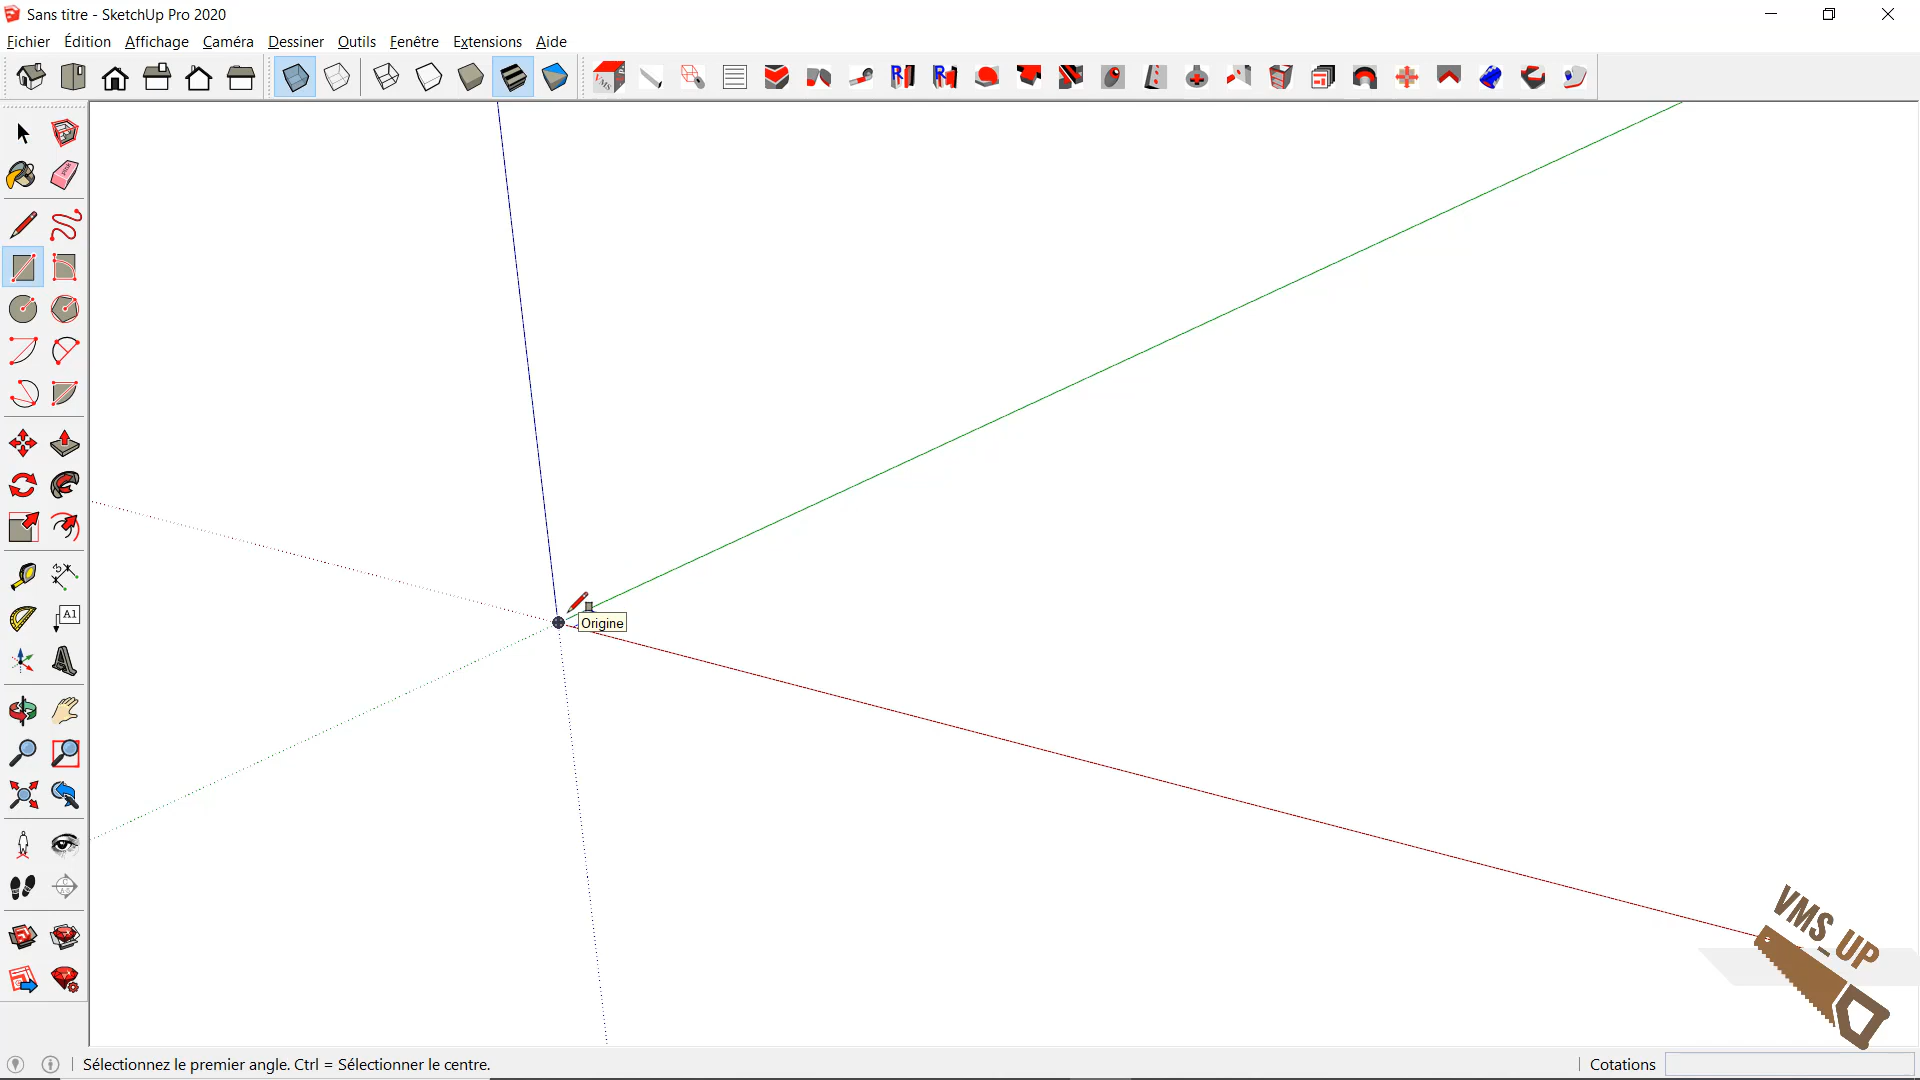 Sans titre - SketchUp Pro 2020
Fichier Édition Affichage Caméra Dessiner Outils Fenêtre Extensions Aide
VMS
R
R
A1
Origine
VMS_UP
Sélectionnez le premier angle. Ctrl = Sélectionner le centre.
Cotations